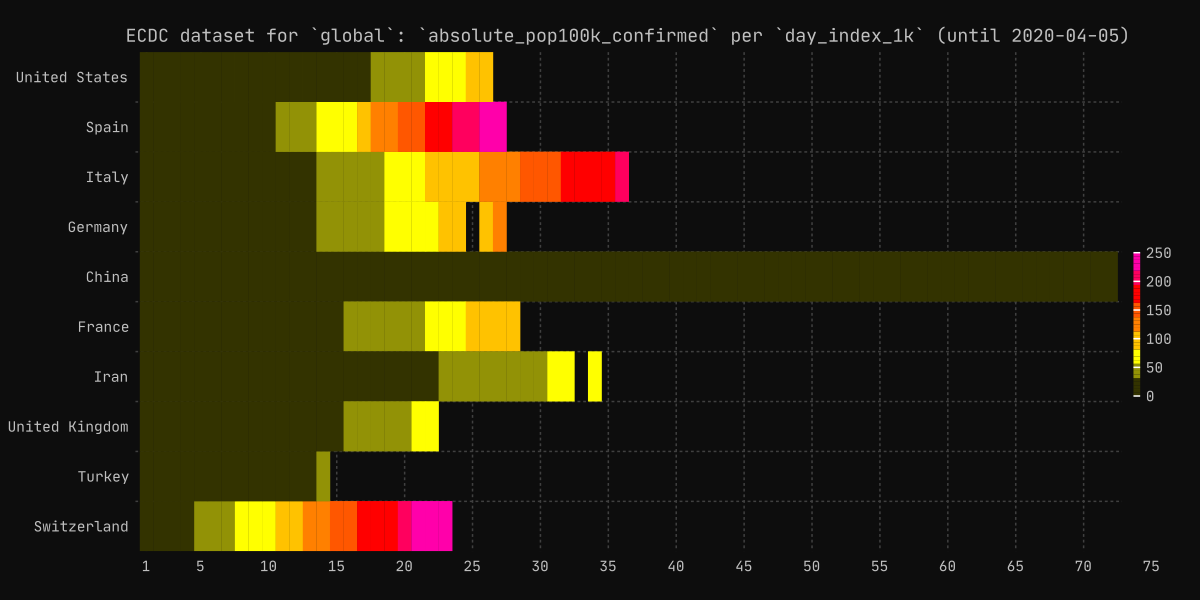 ECDC dataset for `global`: `absolute_pop100k_confirmed` per `day_index_1k` (until 2020-04-05)
United States
Spain
Italy
Germany
China
France
Iran
United Kingdom
Turkey
Switzerland
250
200
150
100
50
0
1 5 10 15 20 25 30 35 40 45 50 55 60 65 70 75